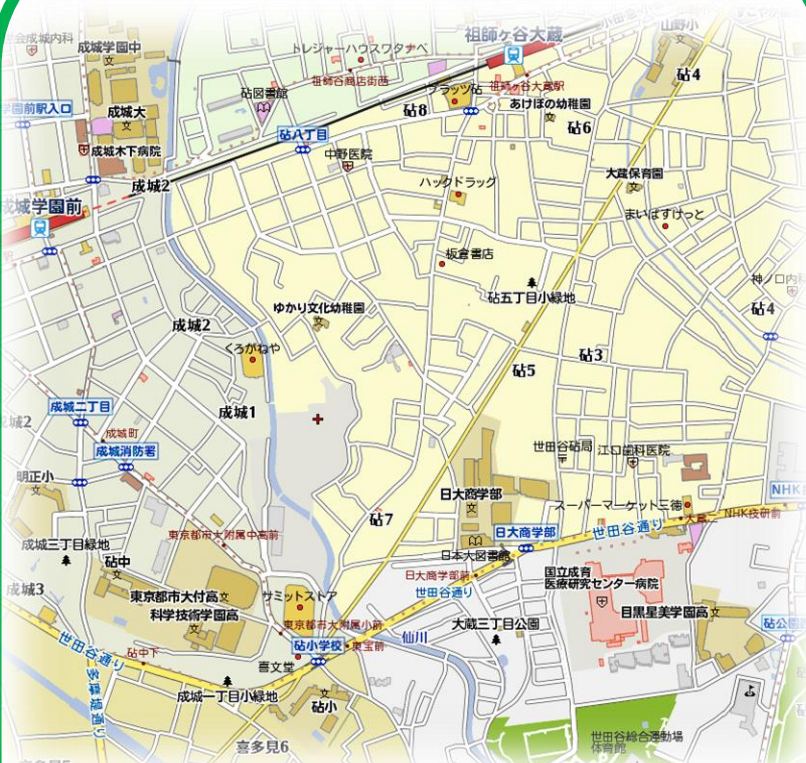 成城学園中
トレジャーハウスワタナベ
祖師ヶ谷大蔵
山野小
砧4
祖師谷商店街西
祖師ヶ谷大蔵駅
砧図書館
砧8
あけぼの幼稚園
学園前駅入口
成城大
成城木下病院
砧八丁目
中野医院
砧6
成城2
ハックドラッグ
大蔵保育園
成城学園前
まいばすけっと
板倉書店
砧五丁目小緑地
ゆかり文化幼稚園
砧4
成城2
くろがねや
砧3
砧5
成城二丁目
成城1
成城町
成城消防署
世田谷砧局
江口歯科医院
明正小
日大商学部
スーパーマーケット三徳
NHK技研前
砧7
日大商学部
世田谷通り
東京都市大附属中高前
成城三丁目緑地
日本大図書館
砧中
成城3
東京都市大付高
科学技術学園高
サミットストア
日大商学部前
世田谷通り
国立成育
医療研究センター病院
目黒星美学園高
東京都市大附属小前
大蔵三丁目公園
世田谷通り
砧中下
砧小学校
東宝前
仙川
喜文堂
多摩堤通り
成城一丁目小緑地
砧小
喜多見6
世田谷総合運動場
体育館